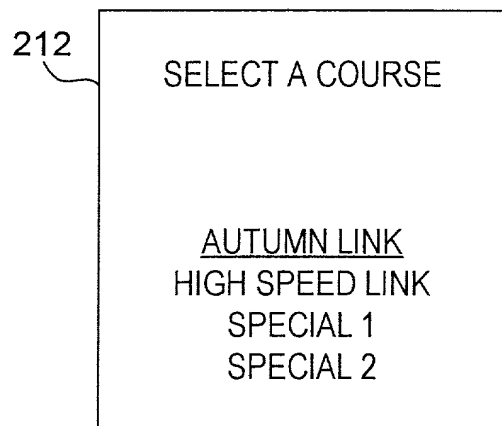 212
SELECT A COURSE
AUTUMN LINK
HIGH SPEED LINK
SPECIAL 1
SPECIAL 2